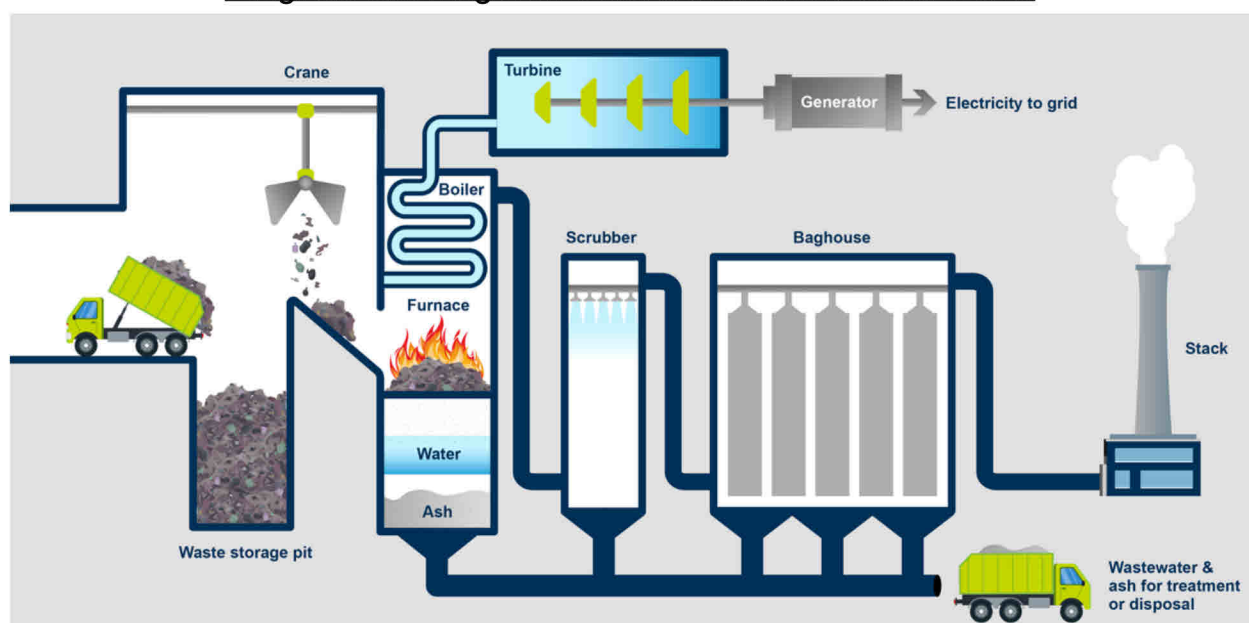 Crane
Turbine
Generator
Electricity to grid
Boiler
Scrubber
Baghouse
Furnace
Stack
Water
Ash
Waste storage pit
Wastewater &
ash for treatment
or disposal